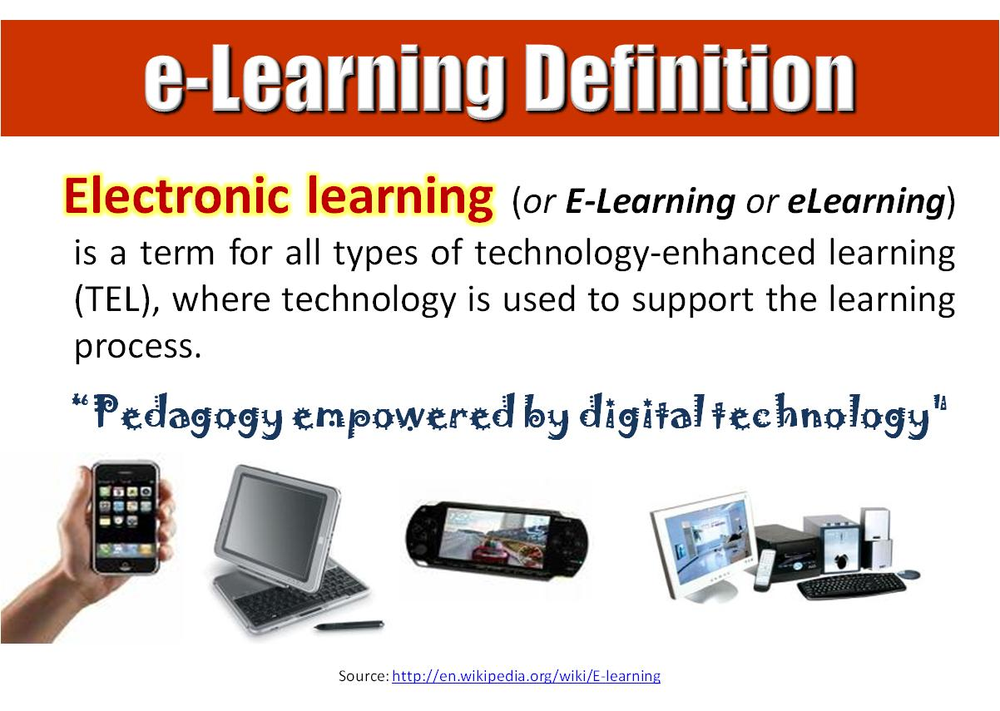 e-Learning Definition
Electronic learning (or E-Learning or eLearning)
is a term for all types of technology-enhanced learning
(TEL), where technology is used to support the learning
process.
“Pedagogy empowered by digital technology"
SONY
Source: http://en.wikipedia.org/wiki/E-learning